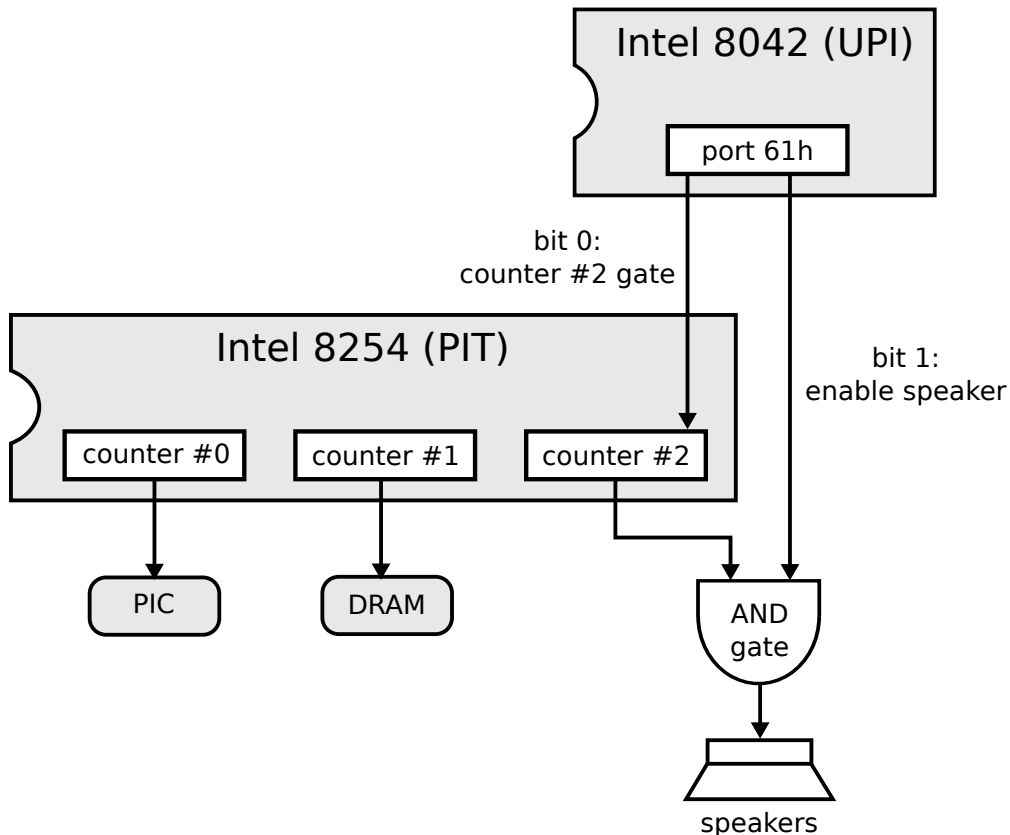 Intel 8042 (UPI)
port 61h
bit 0:
counter #2 gate
Intel 8254 (PIT)
bit 1:
enable speaker
counter #0
counter #1
counter #2
PIC
DRAM
AND
gate
speakers